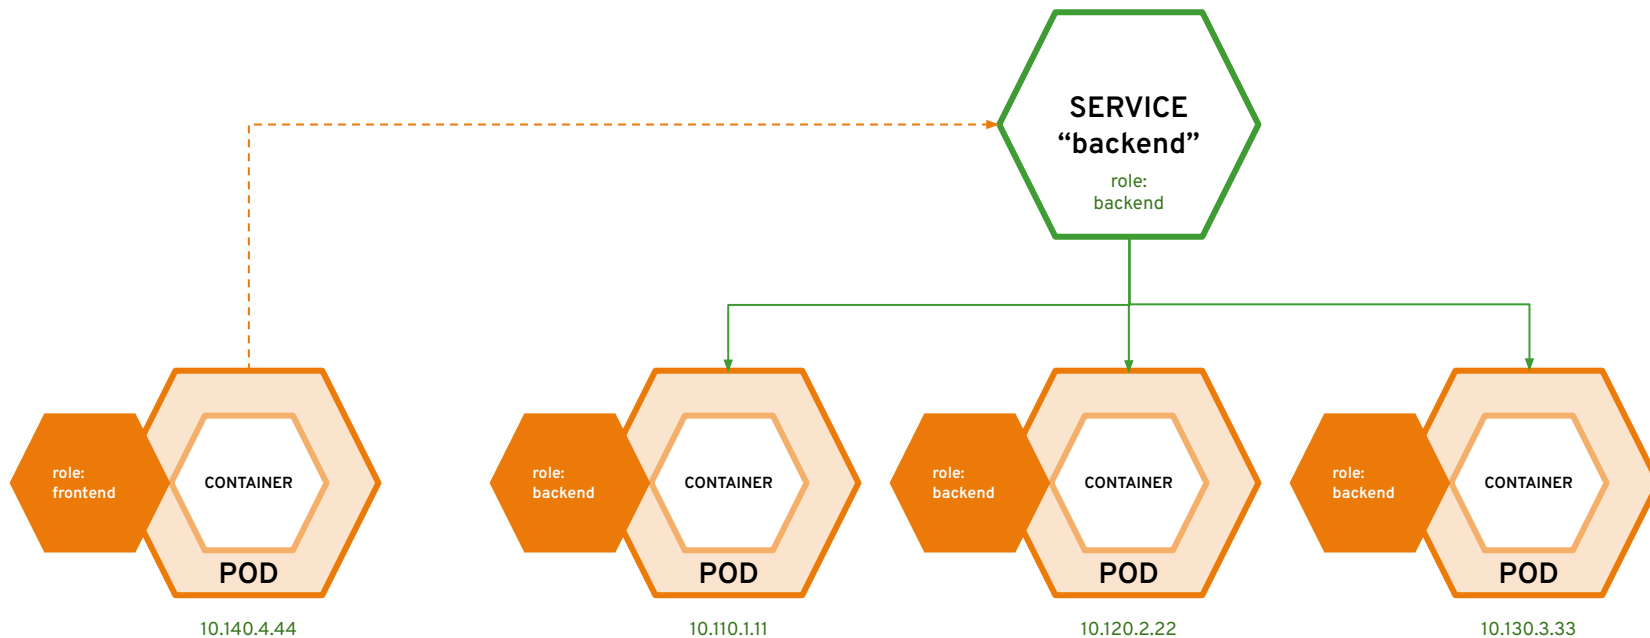 SERVICE
“backend”
role:
backend
role:
frontend
CONTAINER
POD
10.140.4.44
role:
backend
CONTAINER
POD
10.110.1.11
role:
backend
CONTAINER
POD
10.120.2.22
role:
backend
CONTAINER
POD
10.130.3.33